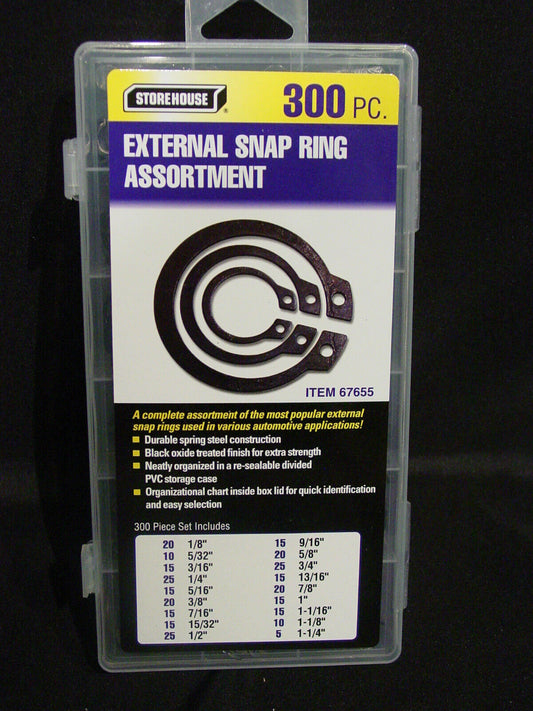 STOREHOUSE®
300 PC.
EXTERNAL SNAP RING
ASSORTMENT
ITEM 67655
A complete assortment of the most popular external
snap rings used in various automotive applications!
Durable spring steel construction
Black oxide treated finish for extra strength
Neatly organized in a re-sealable divided
PVC storage case
Organizational chart inside box lid for quick identification
and easy selection
300 Piece Set Includes
20 1/8"
10 5/32"
15 3/16"
25 1/4"
15 5/16"
20 3/8"
15 7/16"
15 15/32"
25 1/2"
15 9/16"
20 5/8"
25 3/4"
15 13/16"
20 7/8"
15 1"
15 1-1/16"
10 1-1/8"
5 1-1/4"